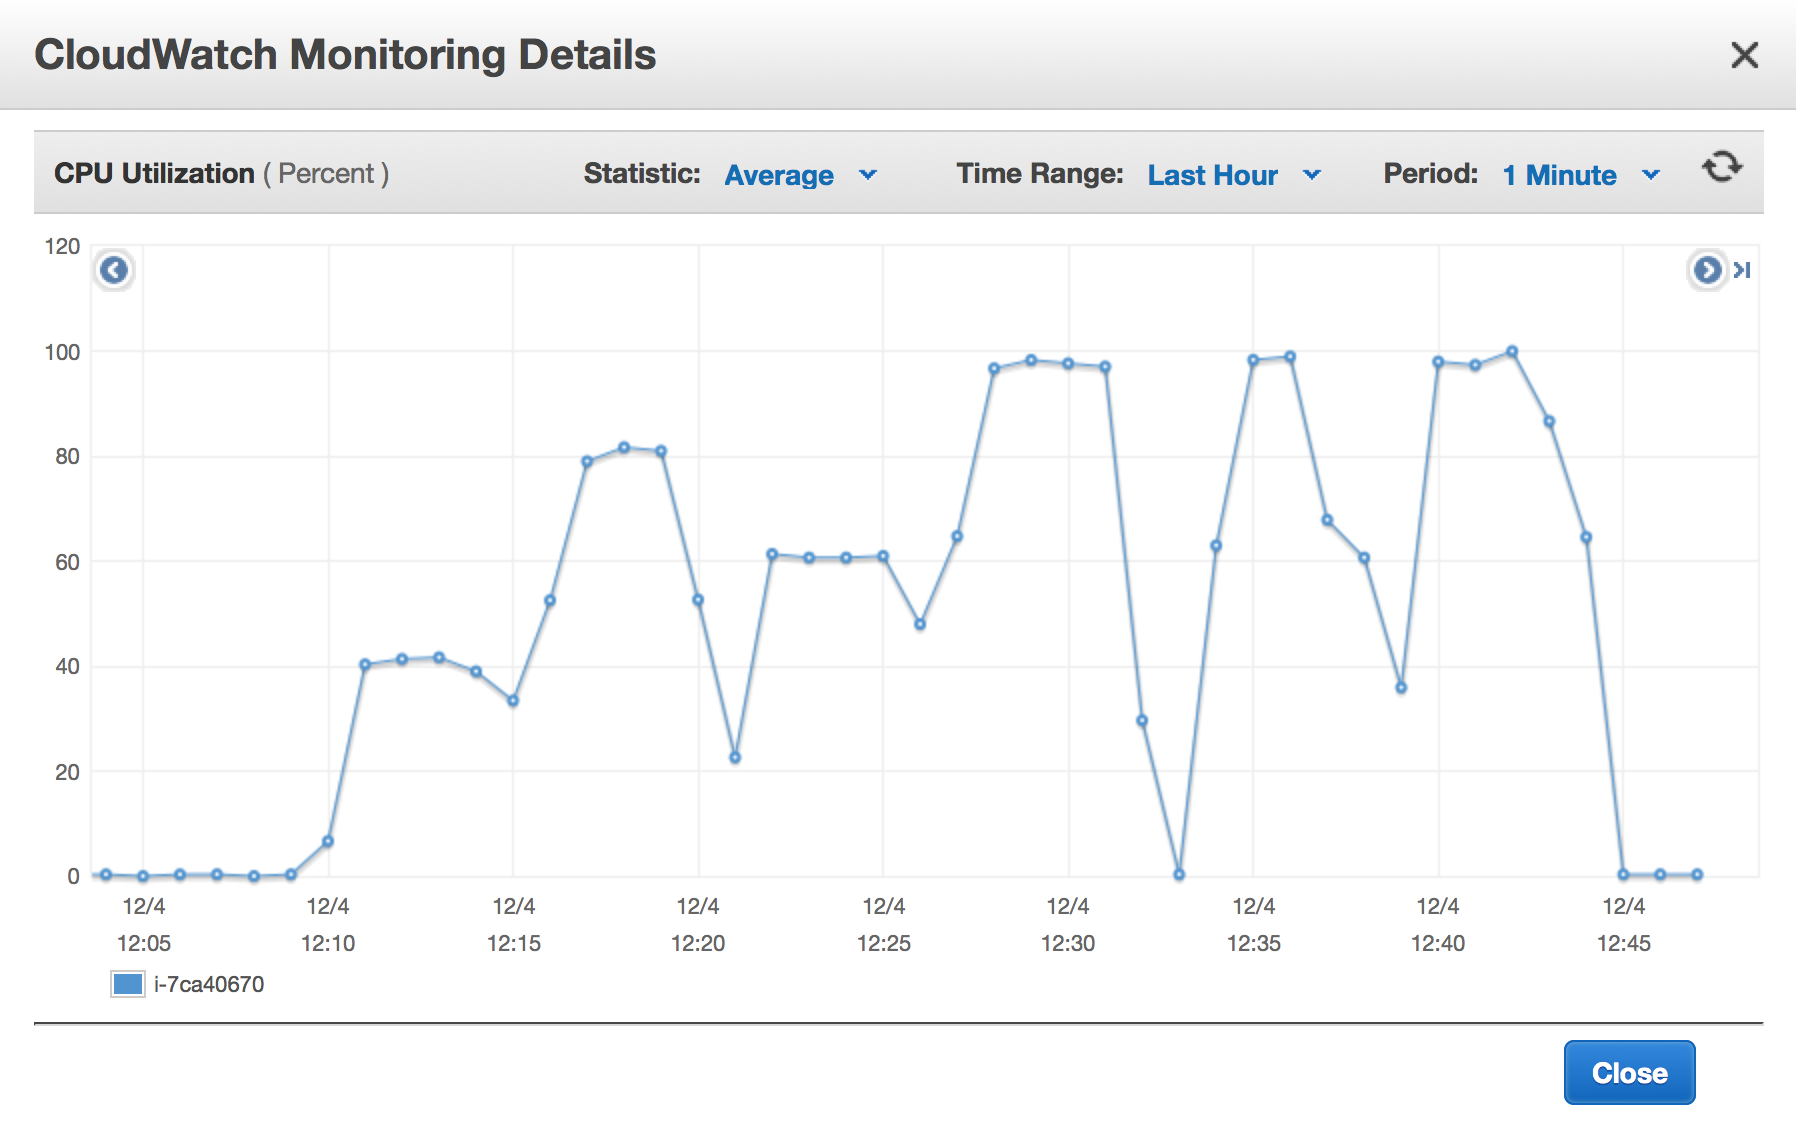 CloudWatch Monitoring Details
CPU Utilization ( Percent ) Statistic: Average Time Range: Last Hour Period: 1 Minute
120
100
80
60
40
20
0
12/4 12/4 12/4 12/4 12/4 12/4 12/4 12/4 12/4
12:05 12:10 12:15 12:20 12:25 12:30 12:35 12:40 12:45
i-7ca40670
Close